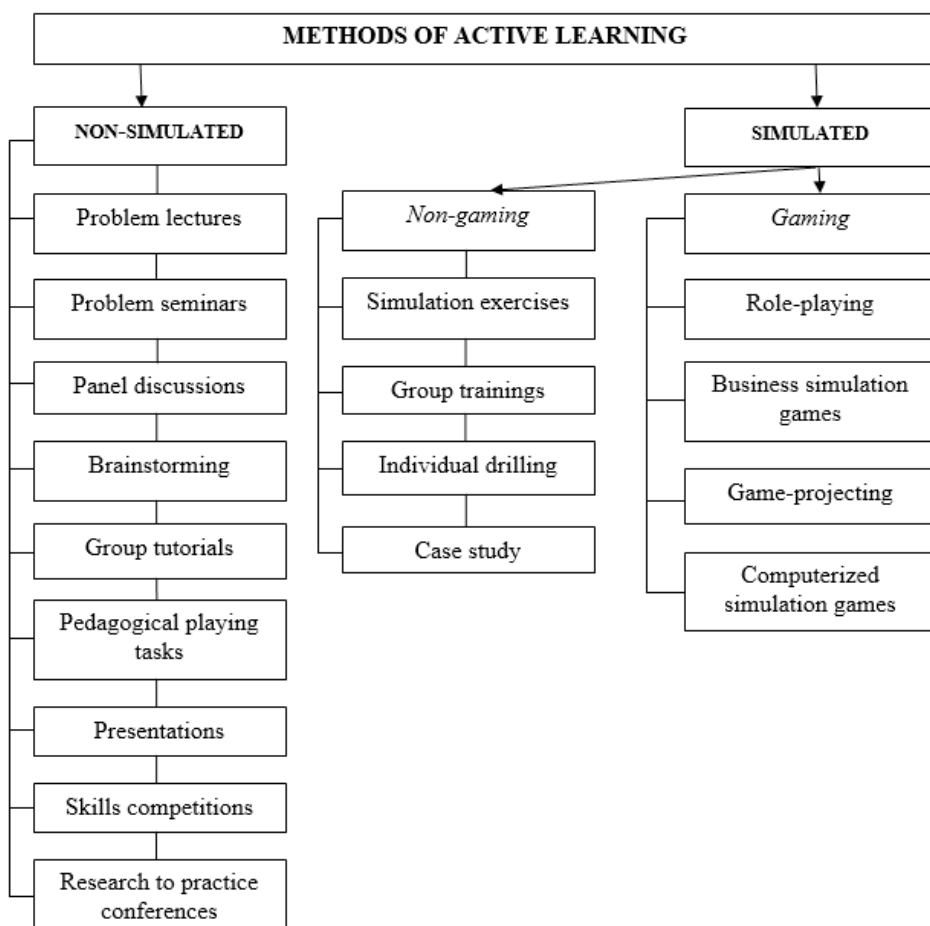 METHODS OF ACTIVE LEARNING
NON-SIMULATED
Problem lectures
Problem seminars
Panel discussions
Brainstorming
Group tutorials
Pedagogical playing
tasks
Presentations
Skills competitions
Research to practice
conferences
SIMULATED
Non-gaming
Simulation exercises
Group trainings
Individual drilling
Case study
Gaming
Role-playing
Business simulation
games
Game-projecting
Computerized
simulation games